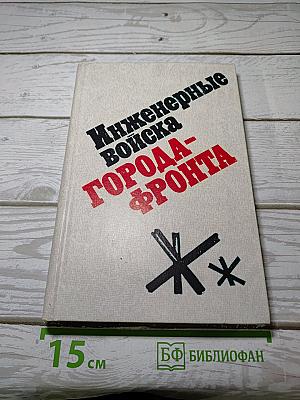 Инженерные
войска
ГОРОДА-
ФРОНТА
15 см
БФ БИБЛИОФАН